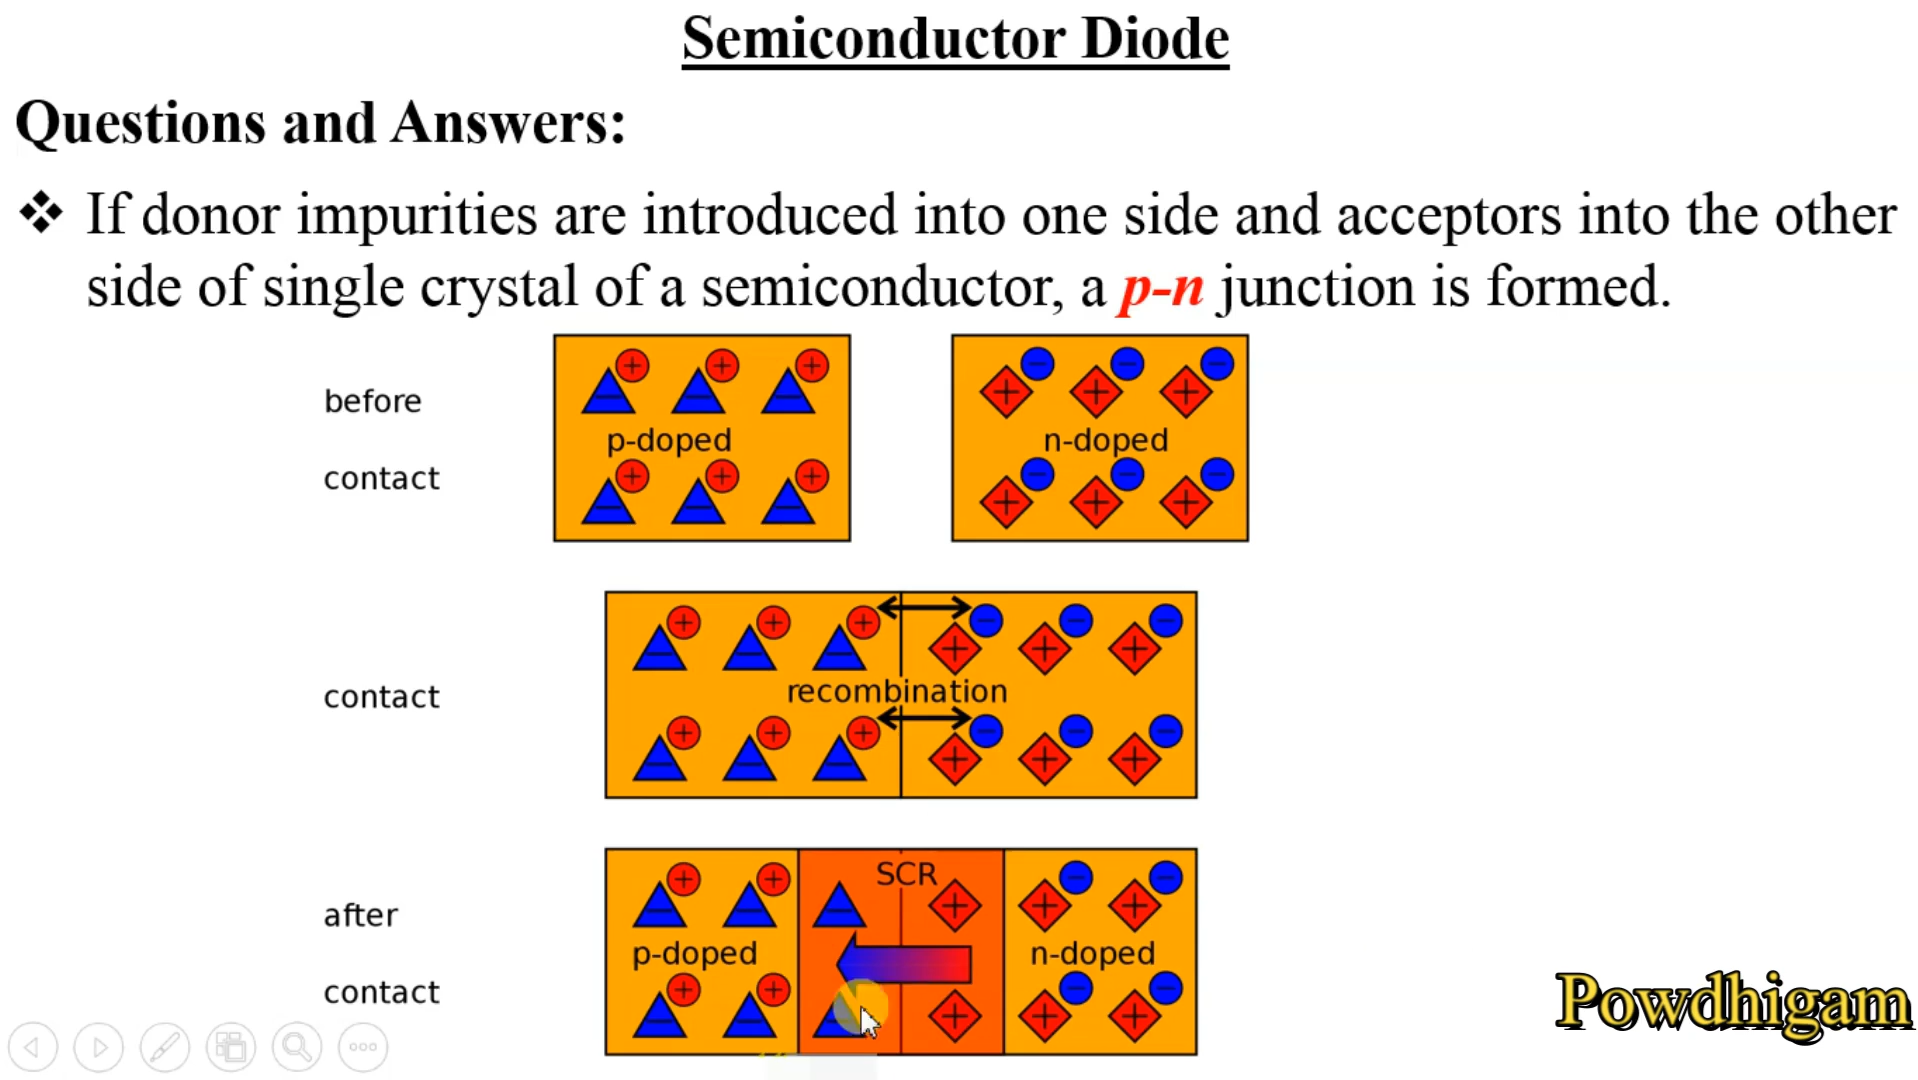 Semiconductor Diode
Questions and Answers:
❖ If donor impurities are introduced into one side and acceptors into the other
side of single crystal of a semiconductor, a p-n junction is formed.
before
contact
p-doped
n-doped
contact
recombination
after
contact
SCR
p-doped
n-doped
Powdhigam